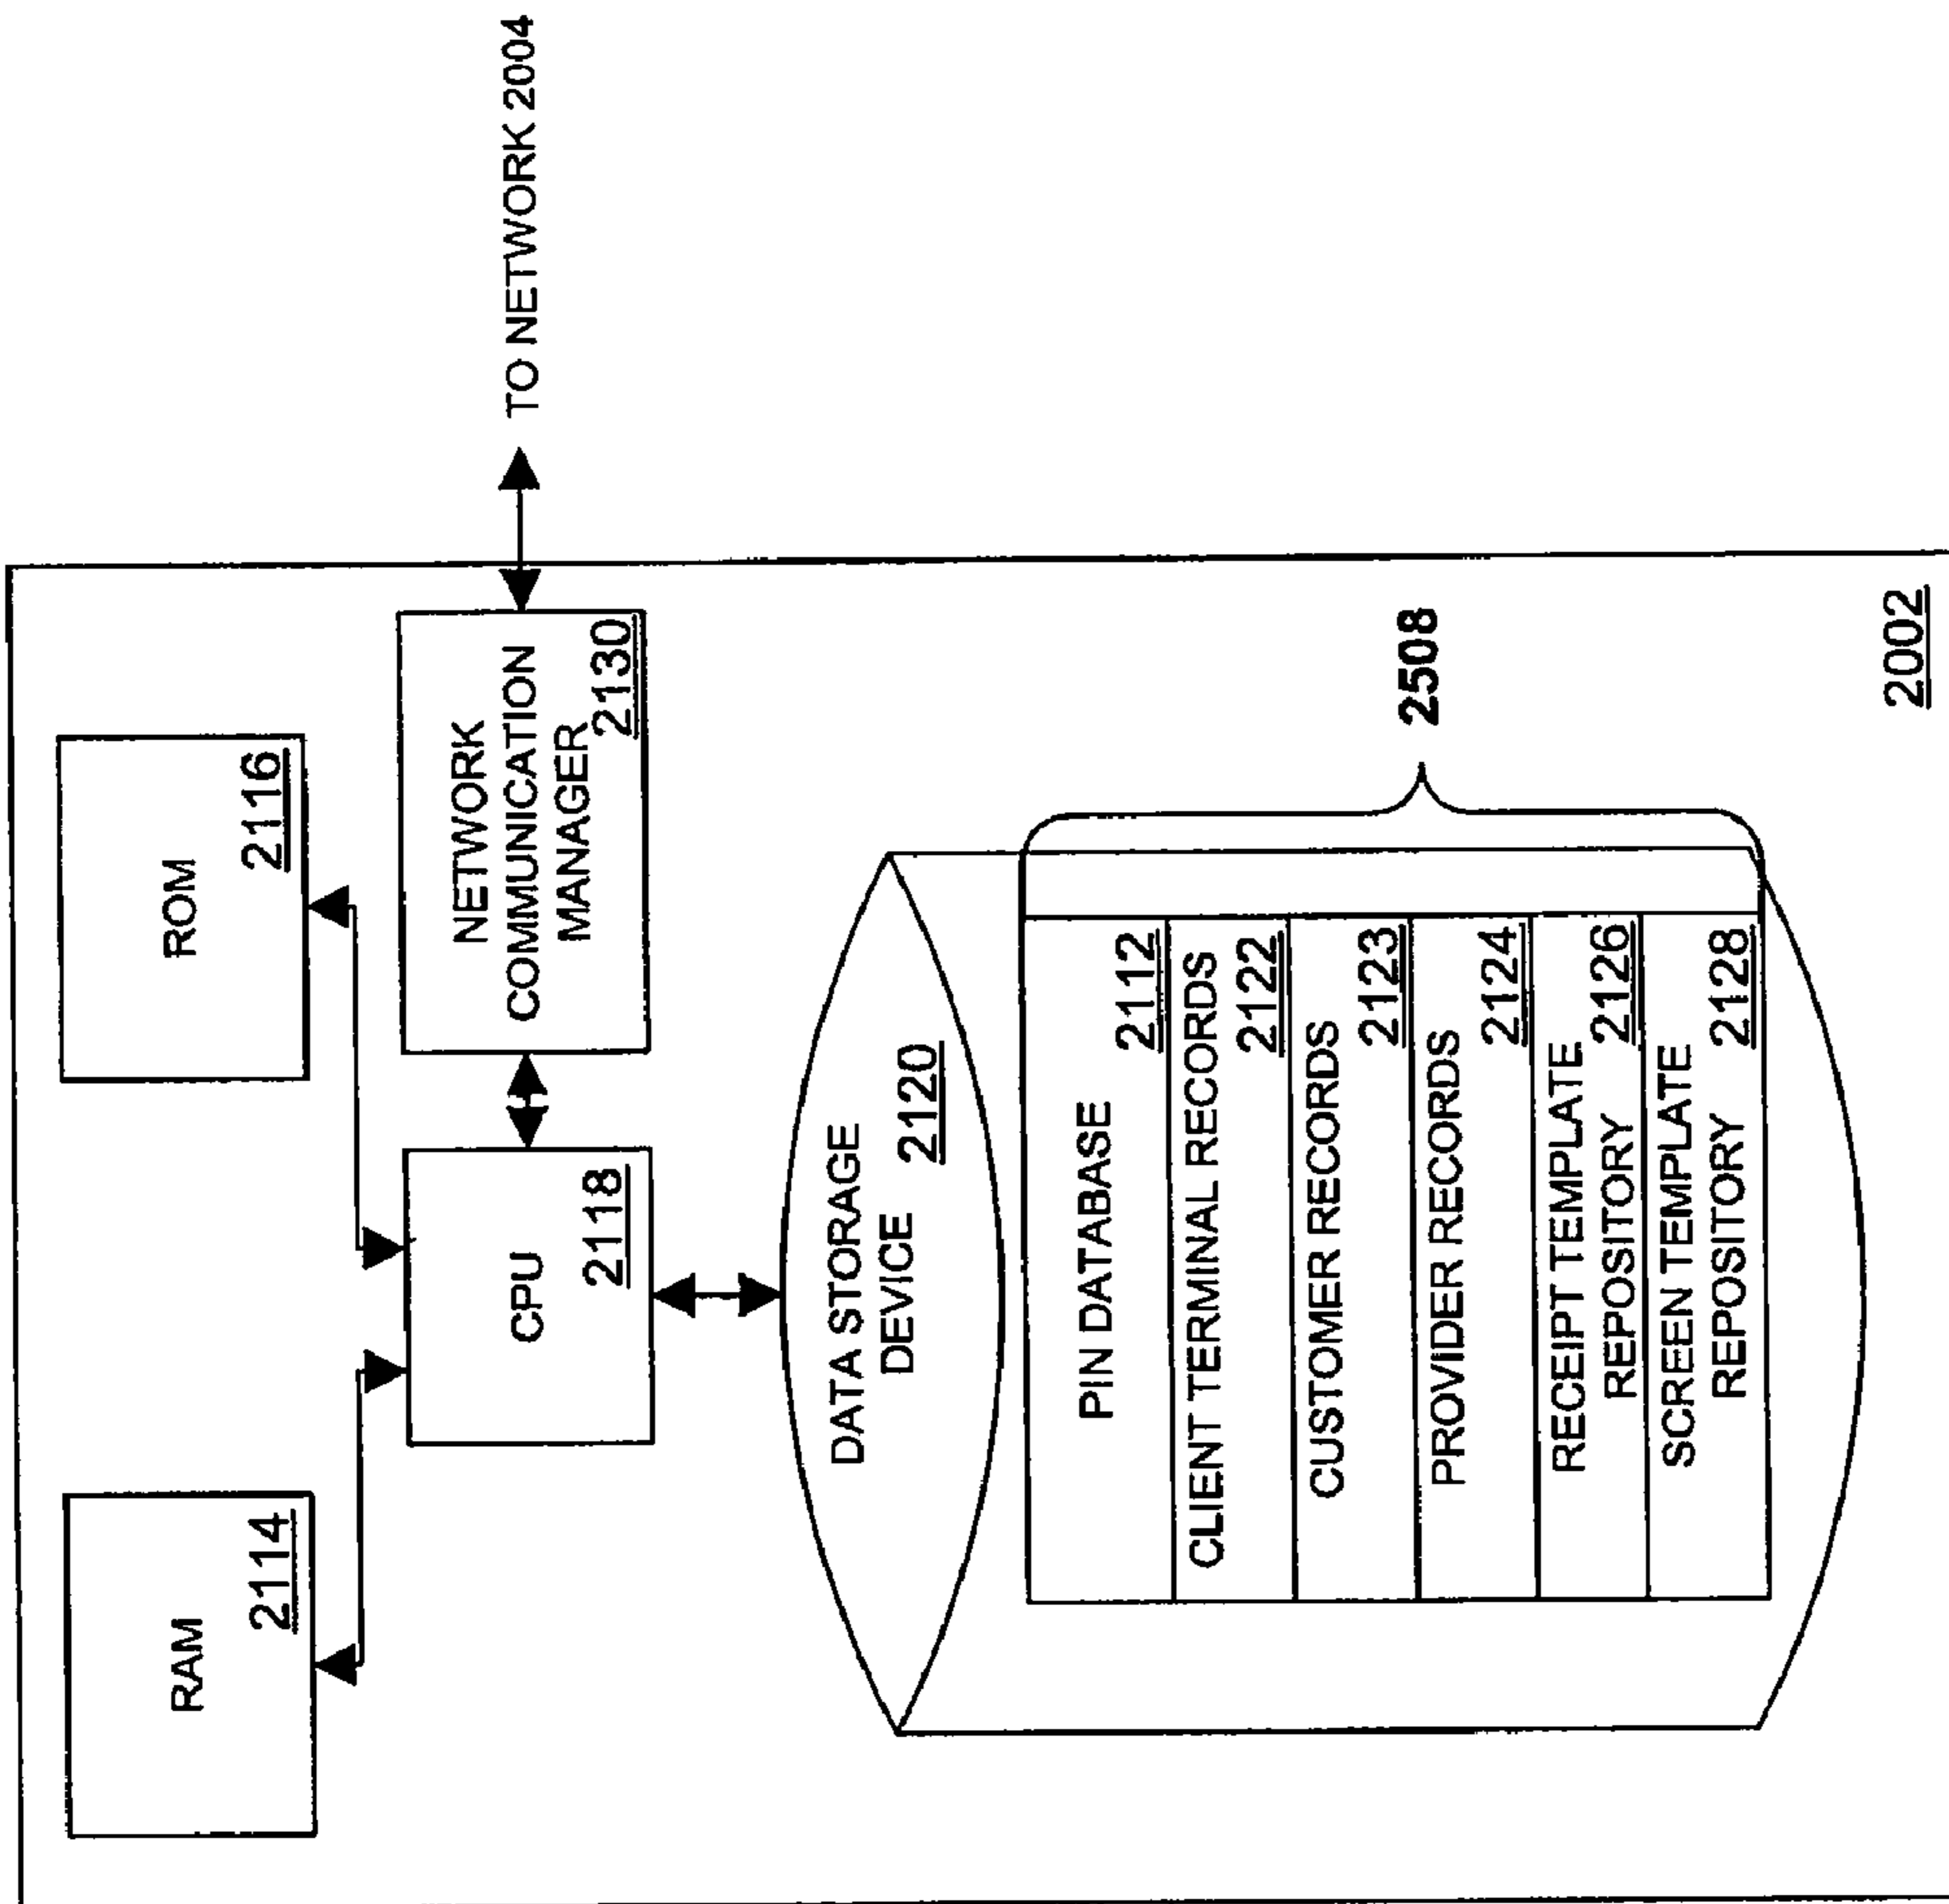 RAM
2114
ROM
2116
CPU
2118
NETWORK
COMMUNICATION
MANAGER
2130
TO NETWORK 2004
DATA STORAGE
DEVICE
2120
PIN DATABASE
2112
CLIENT TERMINAL RECORDS
2122
CUSTOMER RECORDS
2123
PROVIDER RECORDS
2124
RECEIPT TEMPLATE
REPOSITORY
2126
SCREEN TEMPLATE
REPOSITORY
2128
2508
2002